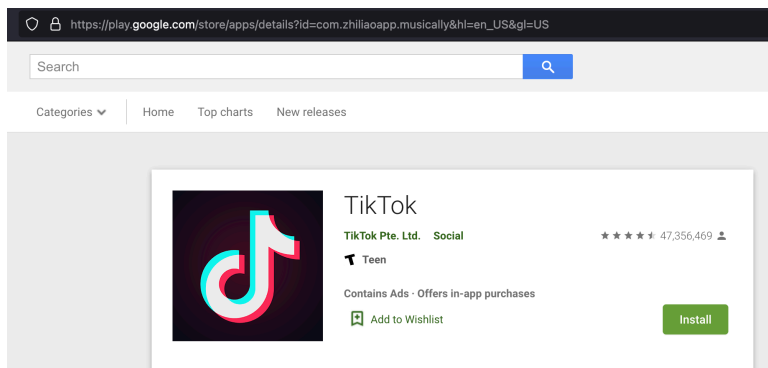 https://play.google.com/store/apps/details?id=com.zhiliaoapp.musically&hl=en_US&gl=US
Search
Categories Home Top charts New releases
TikTok
TikTok Pte. Ltd. Social 47,356,469
T Teen
Contains Ads · Offers in-app purchases
Add to Wishlist
Install